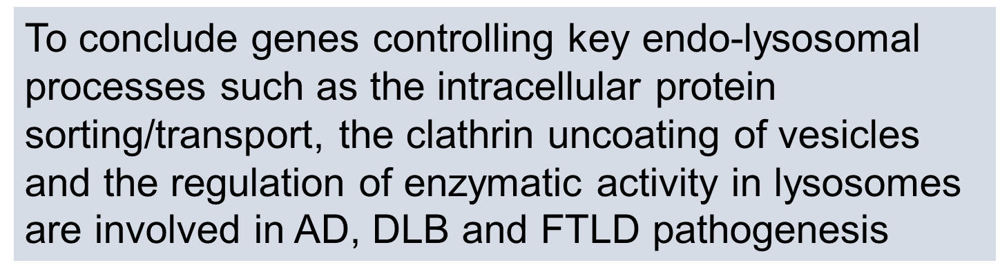 To conclude genes controlling key endo-lysosomal
processes such as the intracellular protein
sorting/transport, the clathrin uncoating of vesicles
and the regulation of enzymatic activity in lysosomes
are involved in AD, DLB and FTLD pathogenesis